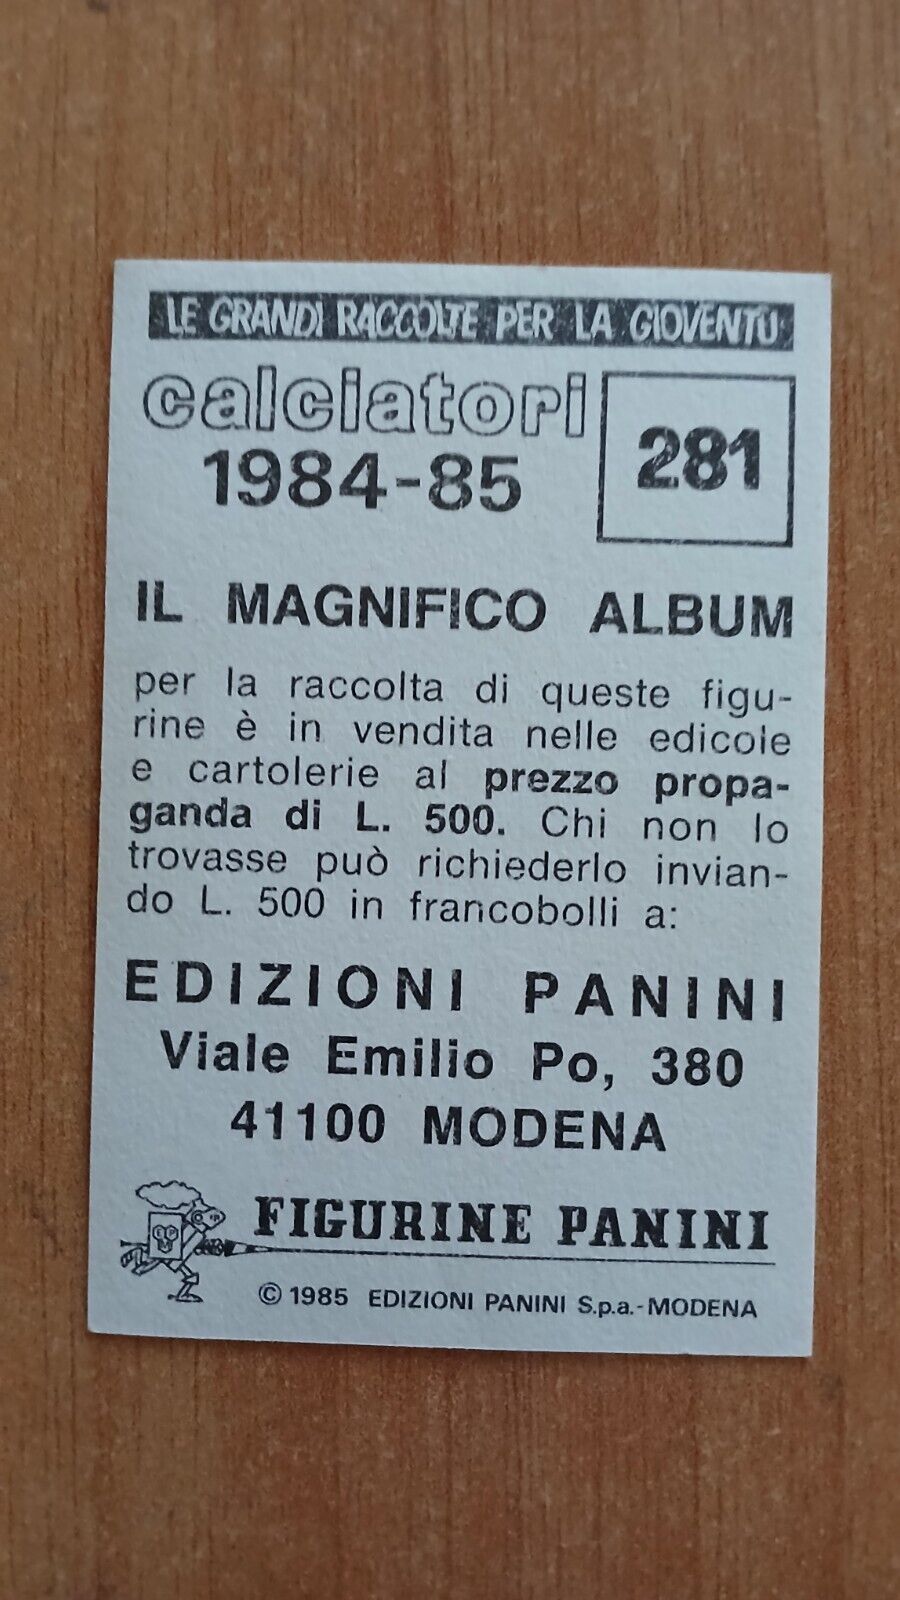 LE GRANDI RACCOLTE PER LA GIOVENTÙ
calciatori
1984-85
281
IL MAGNIFICO ALBUM
per la raccolta di queste figu-
rine è in vendita nelle edicole
e cartolerie al prezzo propa-
ganda di L. 500. Chi non lo
trovasse può richiederlo invian-
do L. 500 in francobolli a:
EDIZIONI PANINI
Viale Emilio Po, 380
41100 MODENA
FIGURINE PANINI
© 1985 EDIZIONI PANINI S.p.a.-MODENA